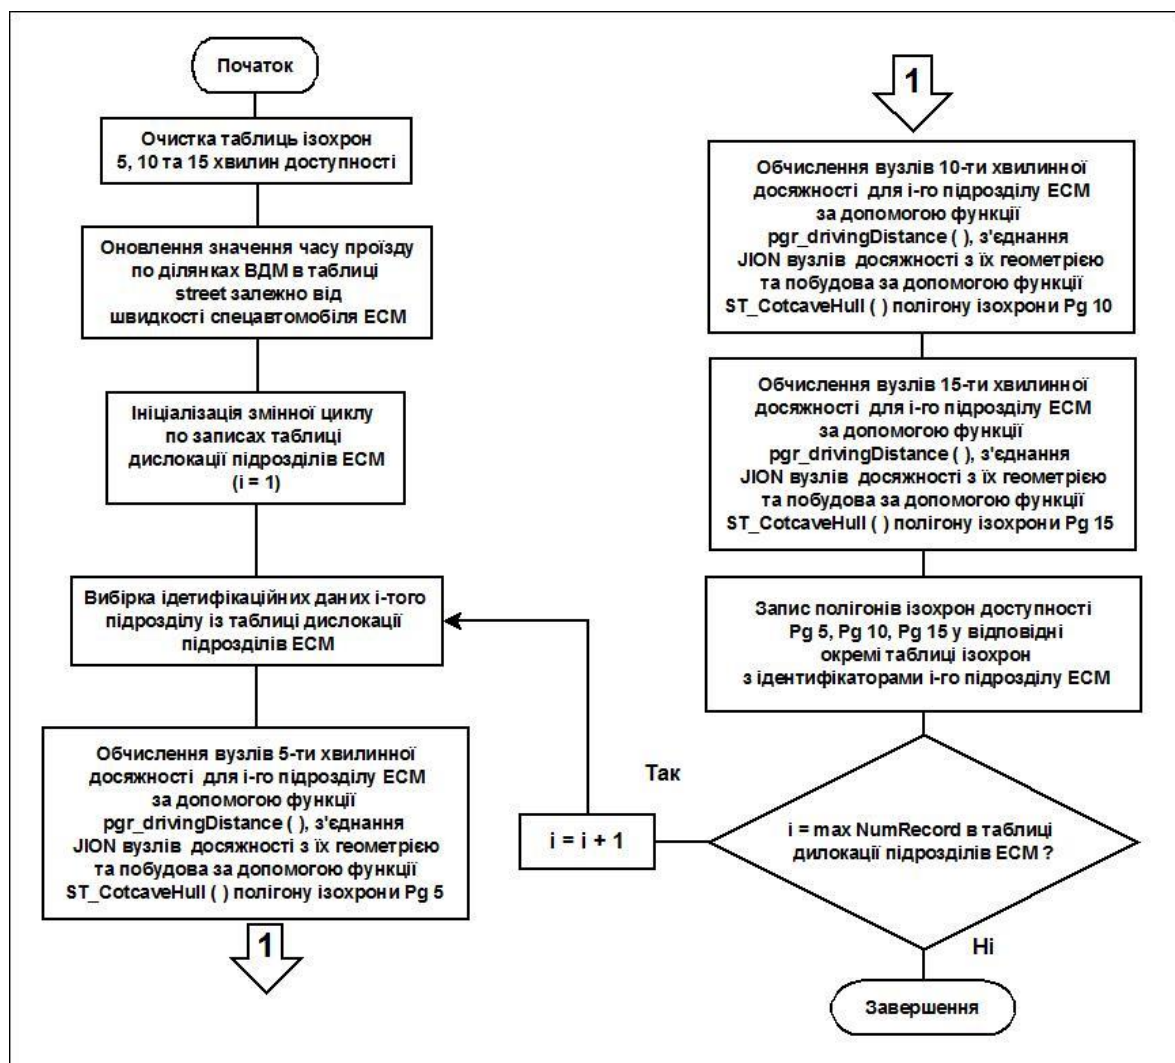 Початок
Очистка таблиць ізохрон
5, 10 та 15 хвилин доступності
Оновлення значення часу проїзду
по ділянках ВДМ в таблиці
street залежно від
швидкості спецавтомобіля ЕСМ
Ініціалізація змінної циклу
по записах таблиці
дислокації підрозділів ЕСМ
(i = 1)
Вибірка ідетифікаційних даних i-того
підрозділу із таблиці дислокації
підрозділів ЕСМ
Обчислення вузлів 5-ти хвилинної
досяжності для i-го підрозділу ЕСМ
за допомогою функції
pgr_drivingDistance ( ), з'єднання
JION вузлів досяжності з їх геометрією
та побудова за допомогою функції
ST_CotcaveHull ( ) полігону ізохрони Pg 5
1
1
Обчислення вузлів 10-ти хвилинної
досяжності для i-го підрозділу ЕСМ
за допомогою функції
pgr_drivingDistance ( ), з'єднання
JION вузлів досяжності з їх геометрією
та побудова за допомогою функції
ST_CotcaveHull ( ) полігону ізохрони Pg 10
Обчислення вузлів 15-ти хвилинної
досяжності для i-го підрозділу ЕСМ
за допомогою функції
pgr_drivingDistance ( ), з'єднання
JION вузлів досяжності з їх геометрією
та побудова за допомогою функції
ST_CotcaveHull ( ) полігону ізохрони Pg 15
Запис полігонів ізохрон доступності
Pg 5, Pg 10, Pg 15 у відповідні
окремі таблиці ізохрон
з ідентифікаторами i-го підрозділу ЕСМ
i = max NumRecord в таблиці
дилокації підрозділів ЕСМ ?
Так
i = i + 1
Ні
Завершення